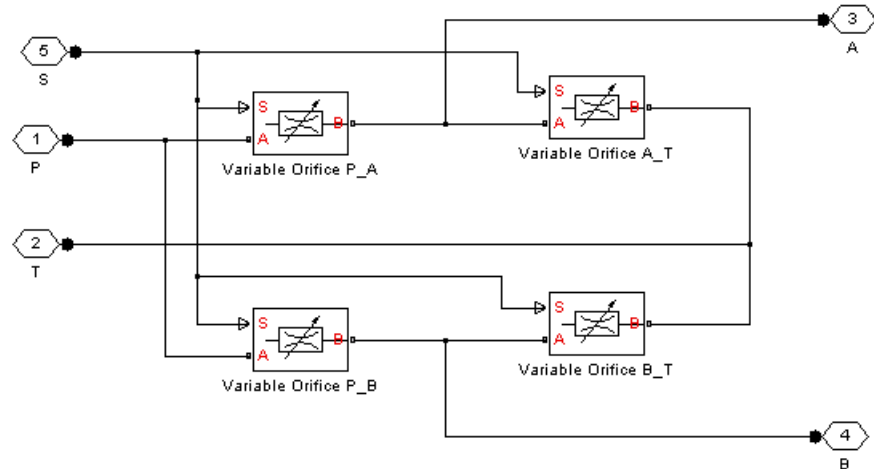 3
A
5
S
S
A
B
Variable Orifice P_A
S
A
B
Variable Orifice A_T
1
P
2
T
S
A
B
Variable Orifice P_B
S
A
B
Variable Orifice B_T
4
B